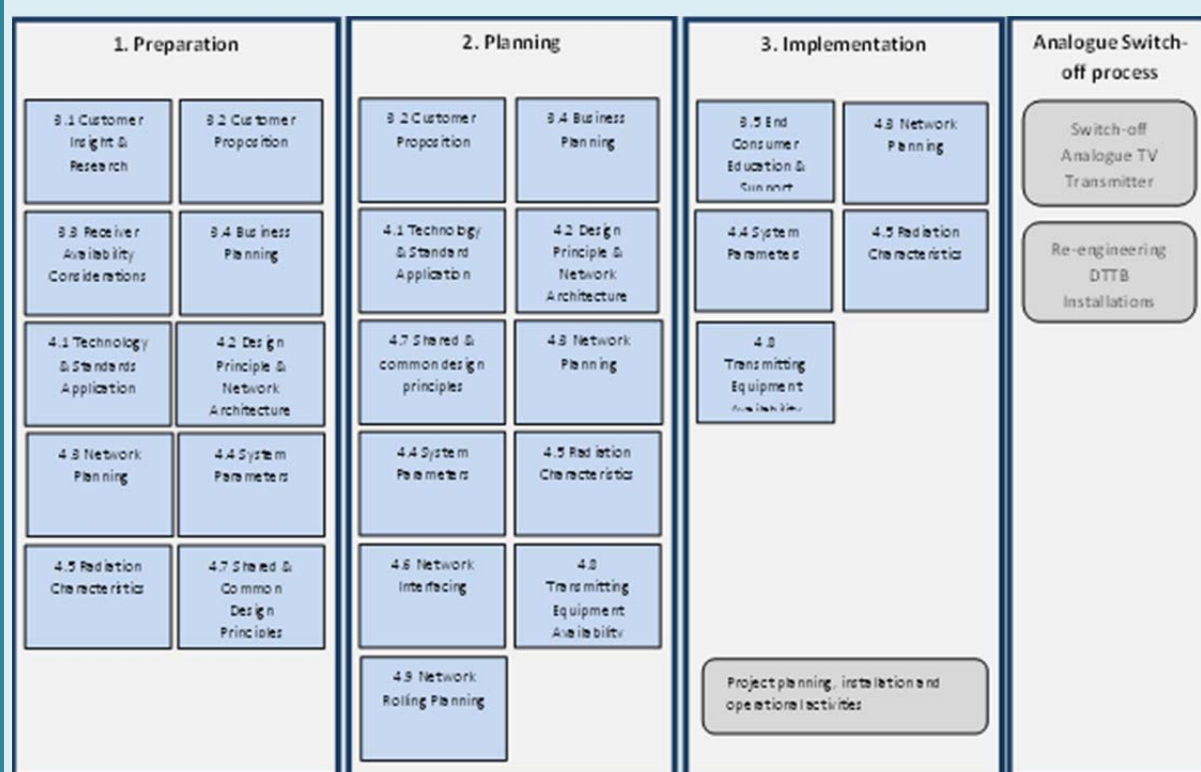 1. Preparation
3.1 Customer
Insight &
Research
3.2 Customer
Proposition
3.3 Receiver
Availability
Considerations
3.4 Business
Planning
4.1 Technology
& Standards
Application
4.2 Design
Principle &
Network
Architecture
4.3 Network
Planning
4.4 System
Parameters
4.5 Radiation
Characteristics
4.7 Shared &
Common
Design
Principles
2. Planning
3.2 Customer
Proposition
3.4 Business
Planning
4.1 Technology
& Standard
Application
4.2 Design
Principle &
Network
Architecture
4.7 Shared &
common design
principles
4.3 Network
Planning
4.4 System
Parameters
4.5 Radiation
Characteristics
4.6 Network
Interfacing
4.8
Transmitting
Equipment
Availability
4.9 Network
Rolling Planning
3. Implementation
3.5 End
Consumer
Education &
Support
4.3 Network
Planning
4.4 System
Parameters
4.5 Radiation
Characteristics
4.8
Transmitting
Equipment
Availability
Project planning, installation and
operational activities
Analogue Switch-
off process
Switch-off
Analogue TV
Transmitter
Re-engineering
DTTB
Installations